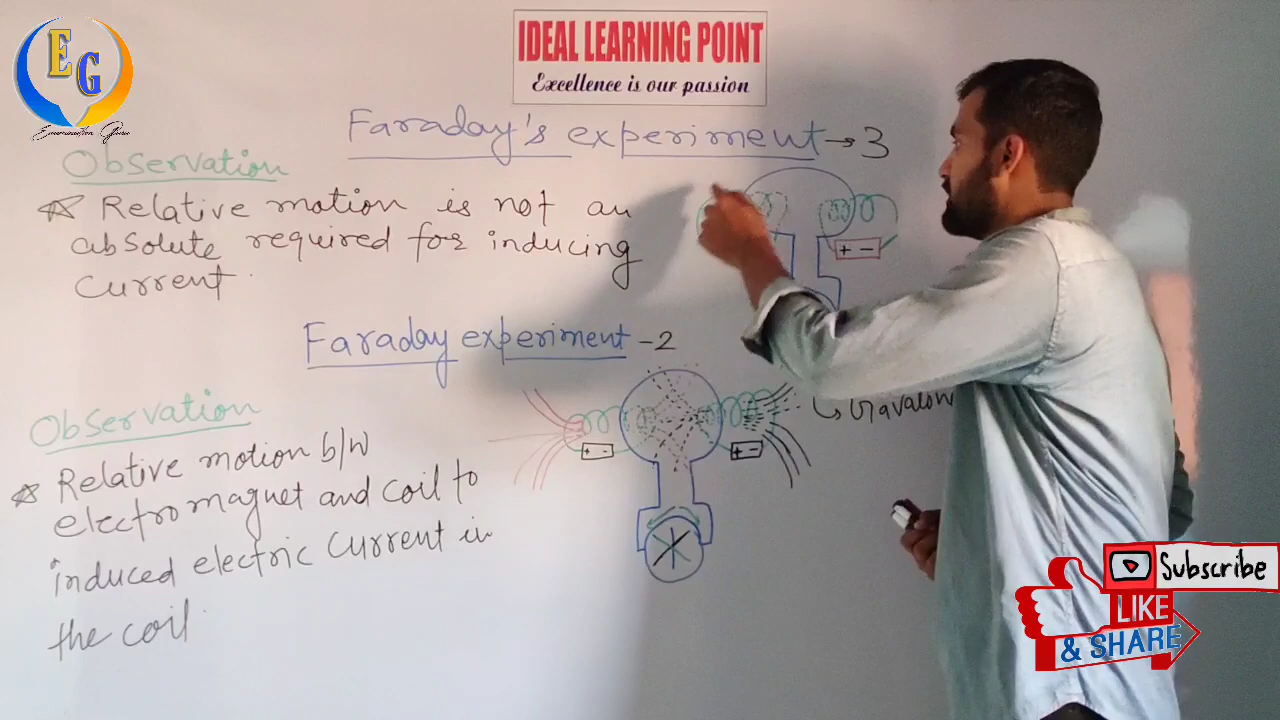 EG
Examination Guru
IDEAL LEARNING POINT
Excellence is our passion
Faraday's experiment → 3
Observation
☆ Relative motion is not an
absolute required for inducing
current.
+ -
Faraday experiment - 2
Observation
☆ Relative motion b/w
electromagnet and coil to
induced electric current in
the coil.
+ -
+ -
Subscribe
LIKE
& SHARE